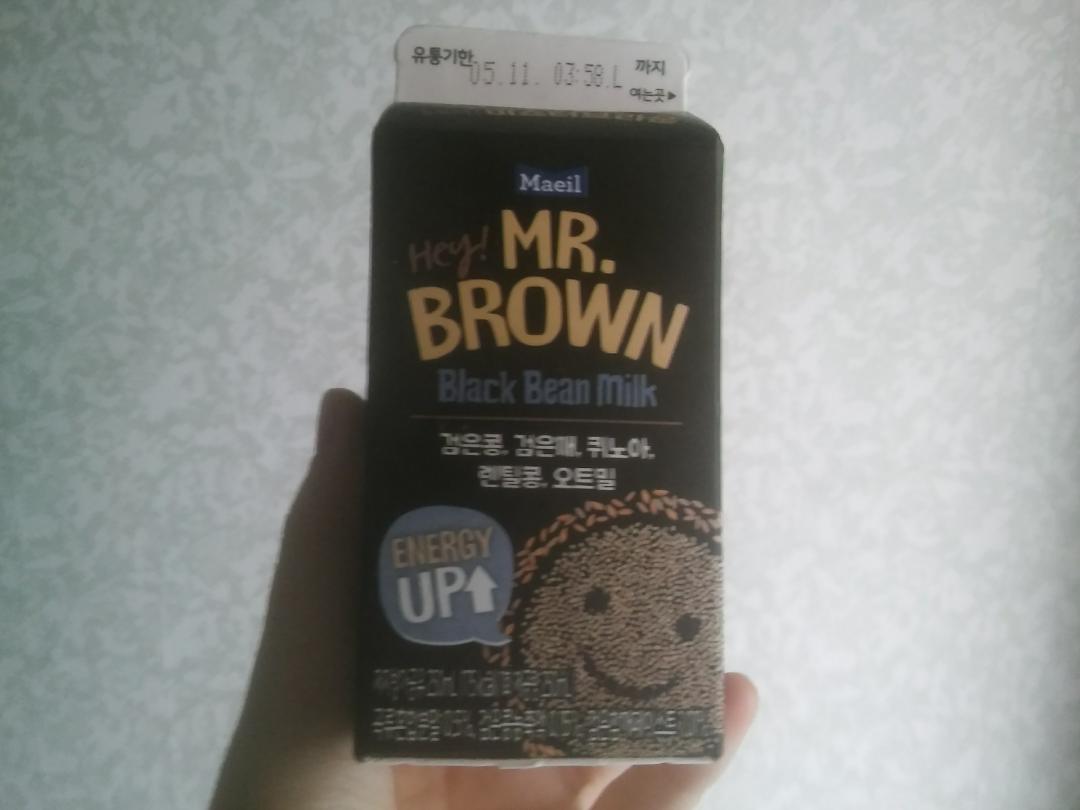 유통기한 05.11. 03:58.L 까지
여는곳▶
Maeil
Hey! MR.
BROWN
Black Bean Milk
검은콩, 검은깨, 퀴노아,
렌틸콩, 오트밀
ENERGY
UP